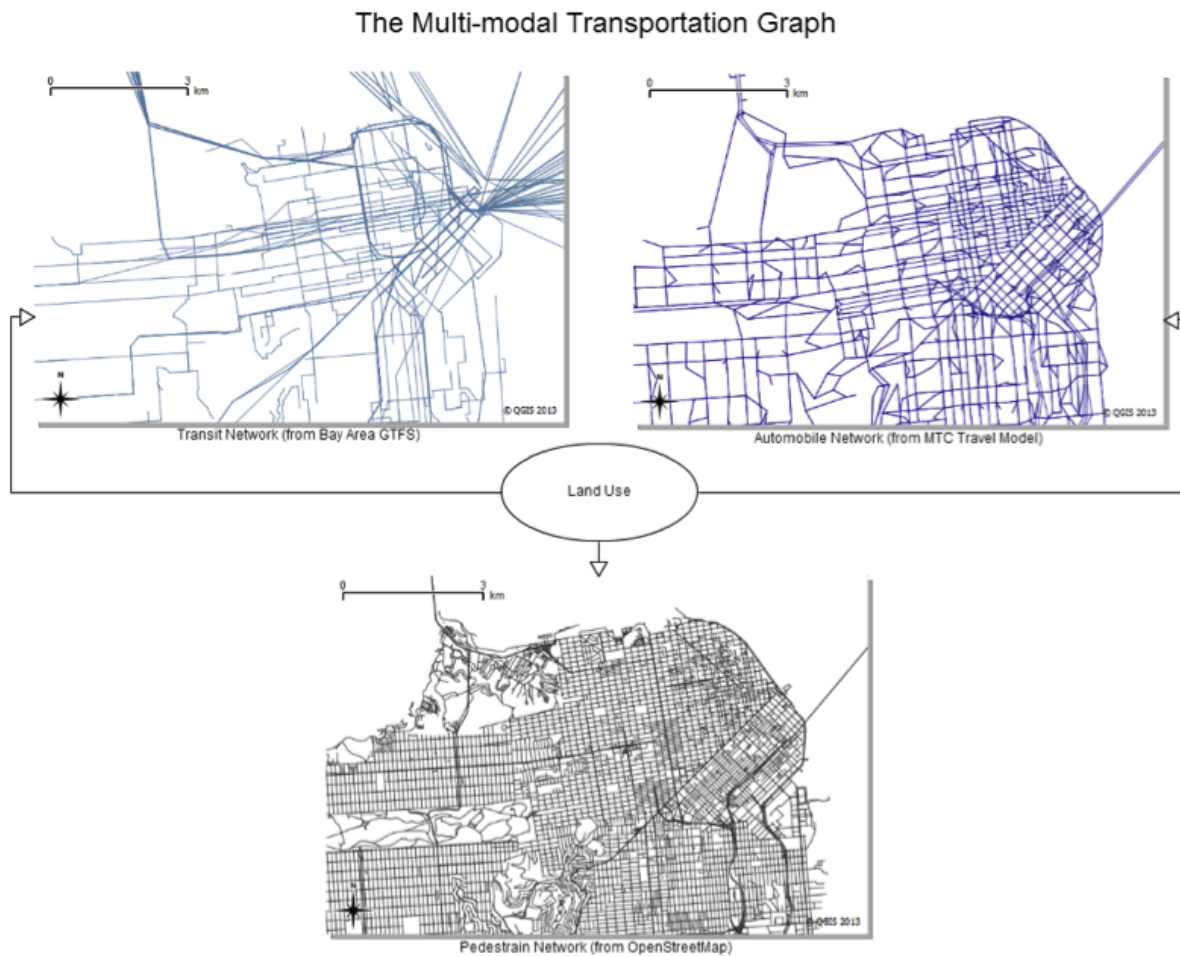 The Multi-modal Transportation Graph
0 3
km
N
© QGIS 2013
Transit Network (from Bay Area GTFS)
0 3
km
N
© QGIS 2013
Automobile Network (from MTC Travel Model)
Land Use
0 3
km
N
© QGIS 2013
Pedestrain Network (from OpenStreetMap)